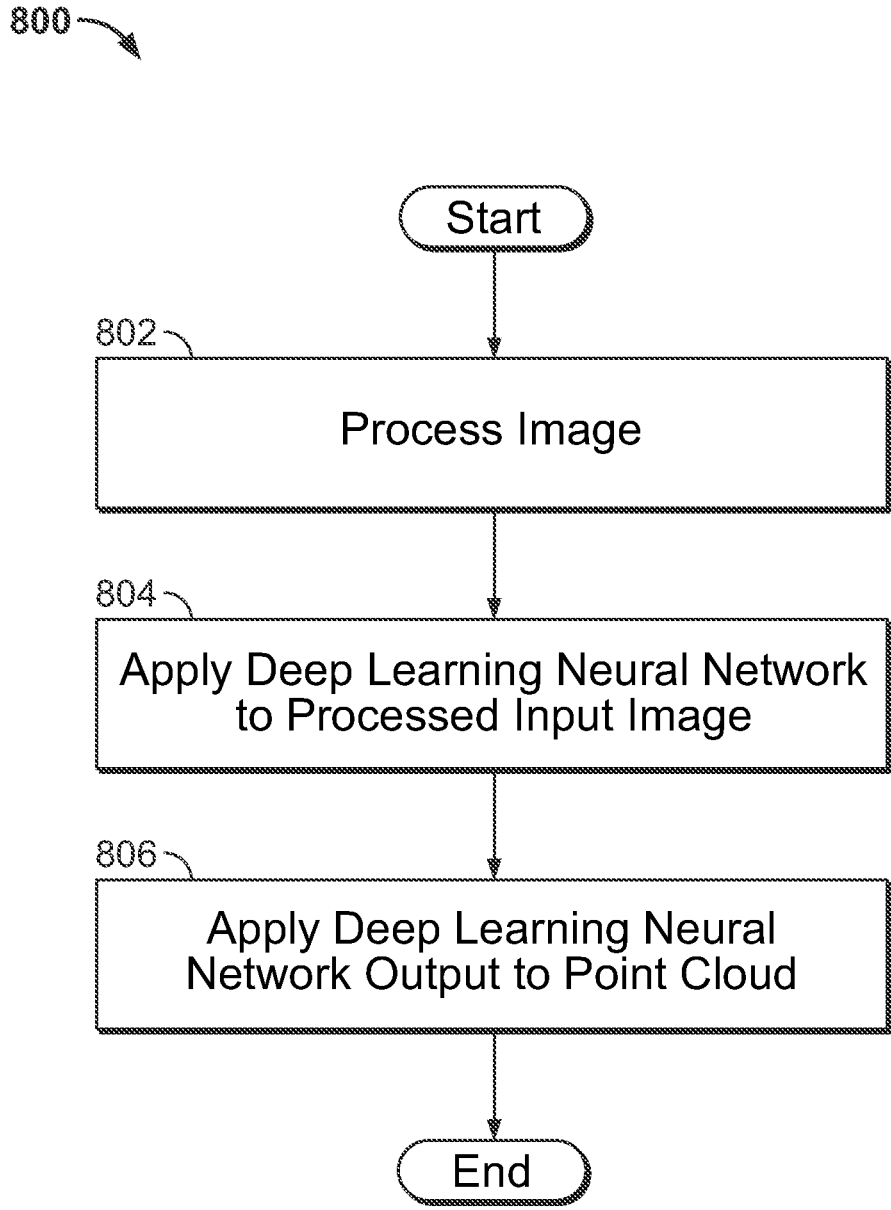 800
Start
802
Process Image
804
Apply Deep Learning Neural Network
to Processed Input Image
806
Apply Deep Learning Neural
Network Output to Point Cloud
End